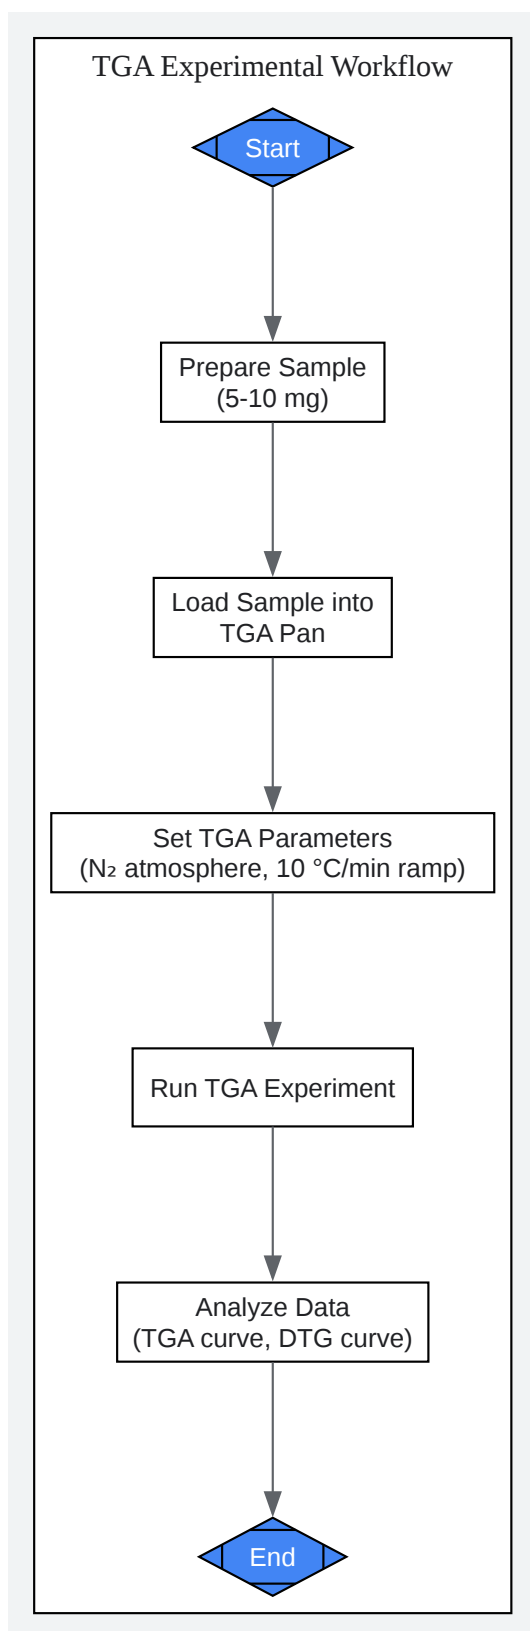 TGA Experimental Workflow
Start
Prepare Sample
(5-10 mg)
Load Sample into
TGA Pan
Set TGA Parameters
(N₂ atmosphere, 10 °C/min ramp)
Run TGA Experiment
Analyze Data
(TGA curve, DTG curve)
End